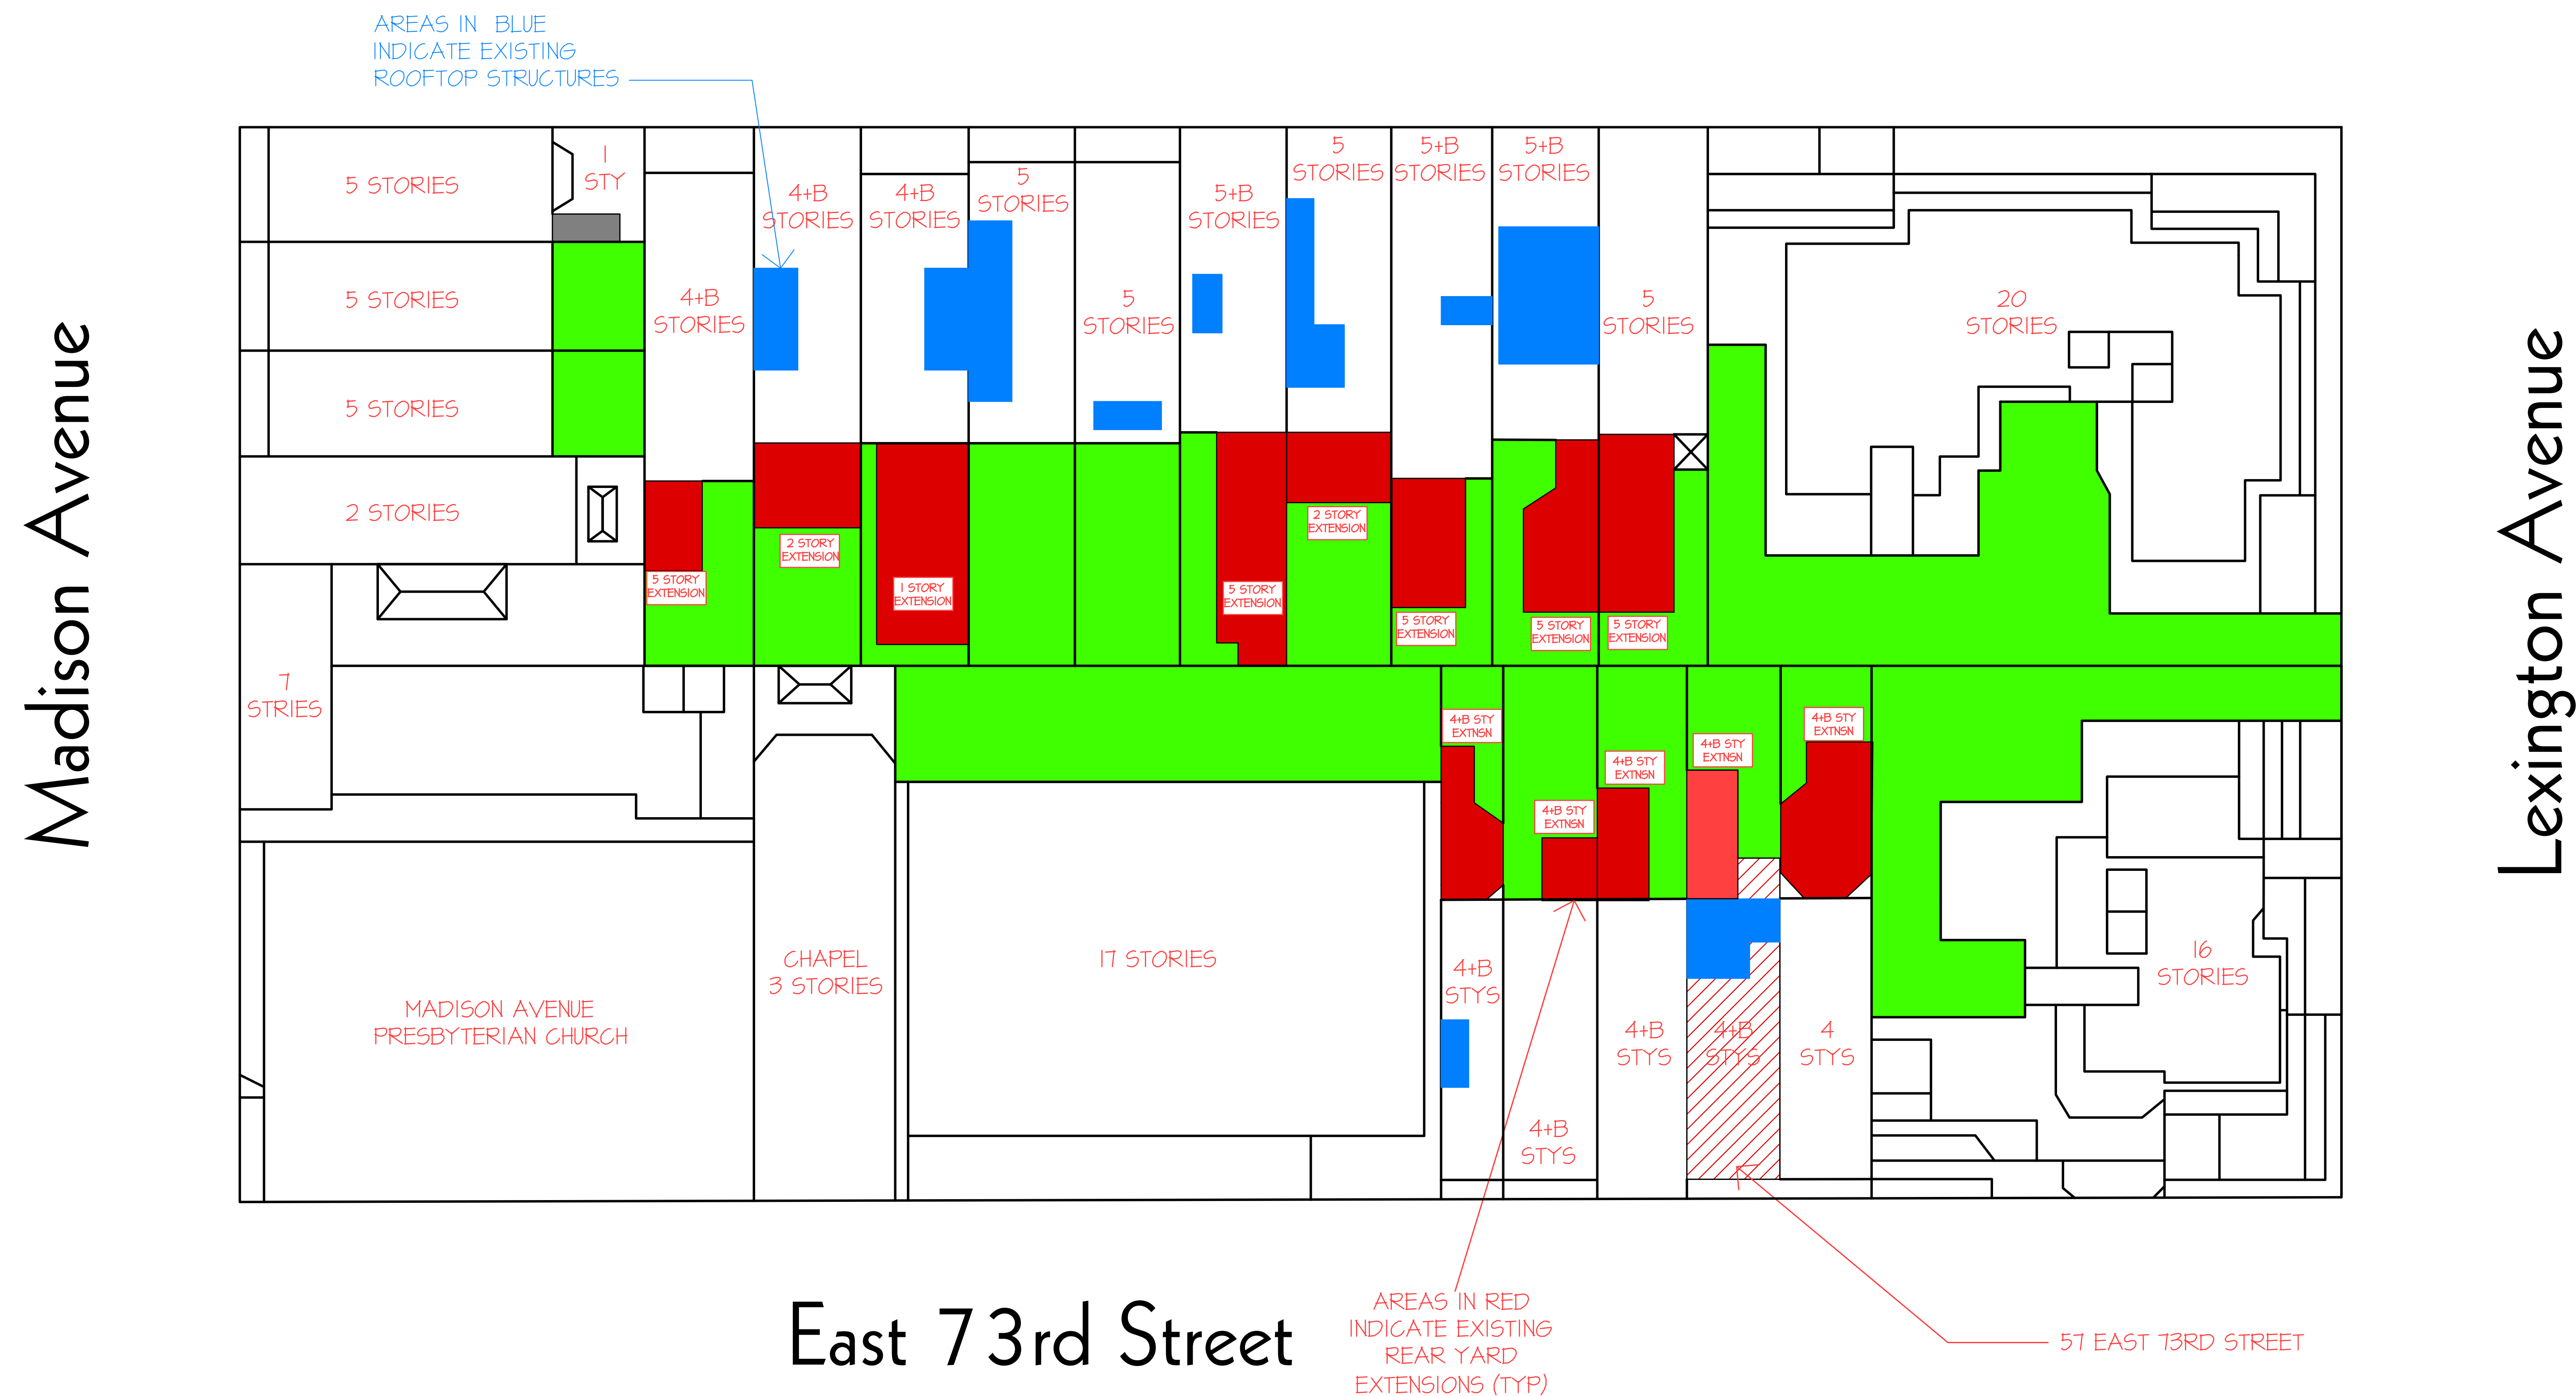 AREAS IN BLUE
INDICATE EXISTING
ROOFTOP STRUCTURES
Madison Avenue
Lexington Avenue
5 STORIES
1
STY
5 STORIES
5 STORIES
2 STORIES
7
STRIES
4+B
STORIES
4+B
STORIES
4+B
STORIES
5
STORIES
5
STORIES
5+B
STORIES
5
STORIES
5+B
STORIES
5+B
STORIES
5
STORIES
20
STORIES
5 STORY
EXTENSION
2 STORY
EXTENSION
1 STORY
EXTENSION
5 STORY
EXTENSION
2 STORY
EXTENSION
5 STORY
EXTENSION
5 STORY
EXTENSION
5 STORY
EXTENSION
4+B STY
EXTNSN
4+B STY
EXTNSN
4+B STY
EXTNSN
4+B STY
EXTNSN
4+B STY
EXTNSN
MADISON AVENUE
PRESBYTERIAN CHURCH
CHAPEL
3 STORIES
17 STORIES
4+B
STYS
4+B
STYS
4+B
STYS
4+B
STYS
4
STYS
16
STORIES
East 73rd Street
AREAS IN RED
INDICATE EXISTING
REAR YARD
EXTENSIONS (TYP)
57 EAST 73RD STREET